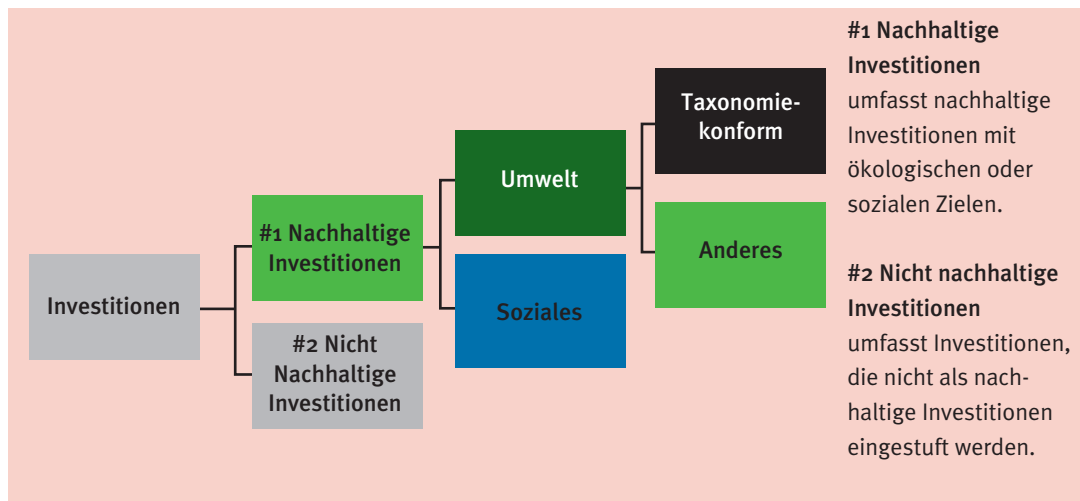 Investitionen
#1 Nachhaltige
Investitionen
#2 Nicht
Nachhaltige
Investitionen
Umwelt
Soziales
Taxonomie-
konform
Anderes
#1 Nachhaltige
Investitionen
umfasst nachhaltige
Investitionen mit
ökologischen oder
sozialen Zielen.
#2 Nicht nachhaltige
Investitionen
umfasst Investitionen,
die nicht als nach-
haltige Investitionen
eingestuft werden.